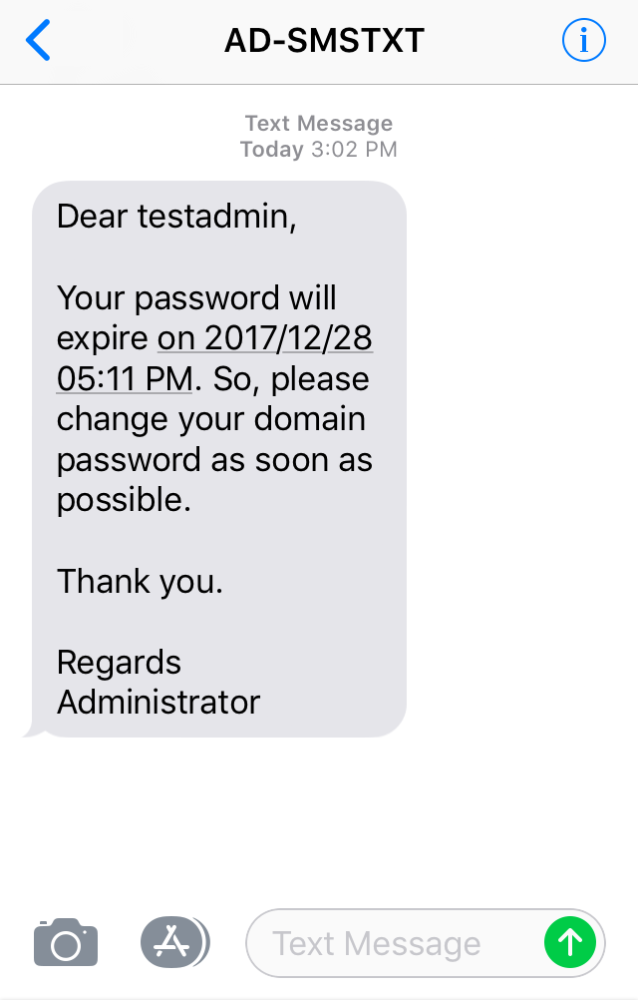 AD-SMSTXT
Text Message
Today 3:02 PM
Dear testadmin,
Your password will
expire on 2017/12/28
05:11 PM. So, please
change your domain
password as soon as
possible.
Thank you.
Regards
Administrator
Text Message